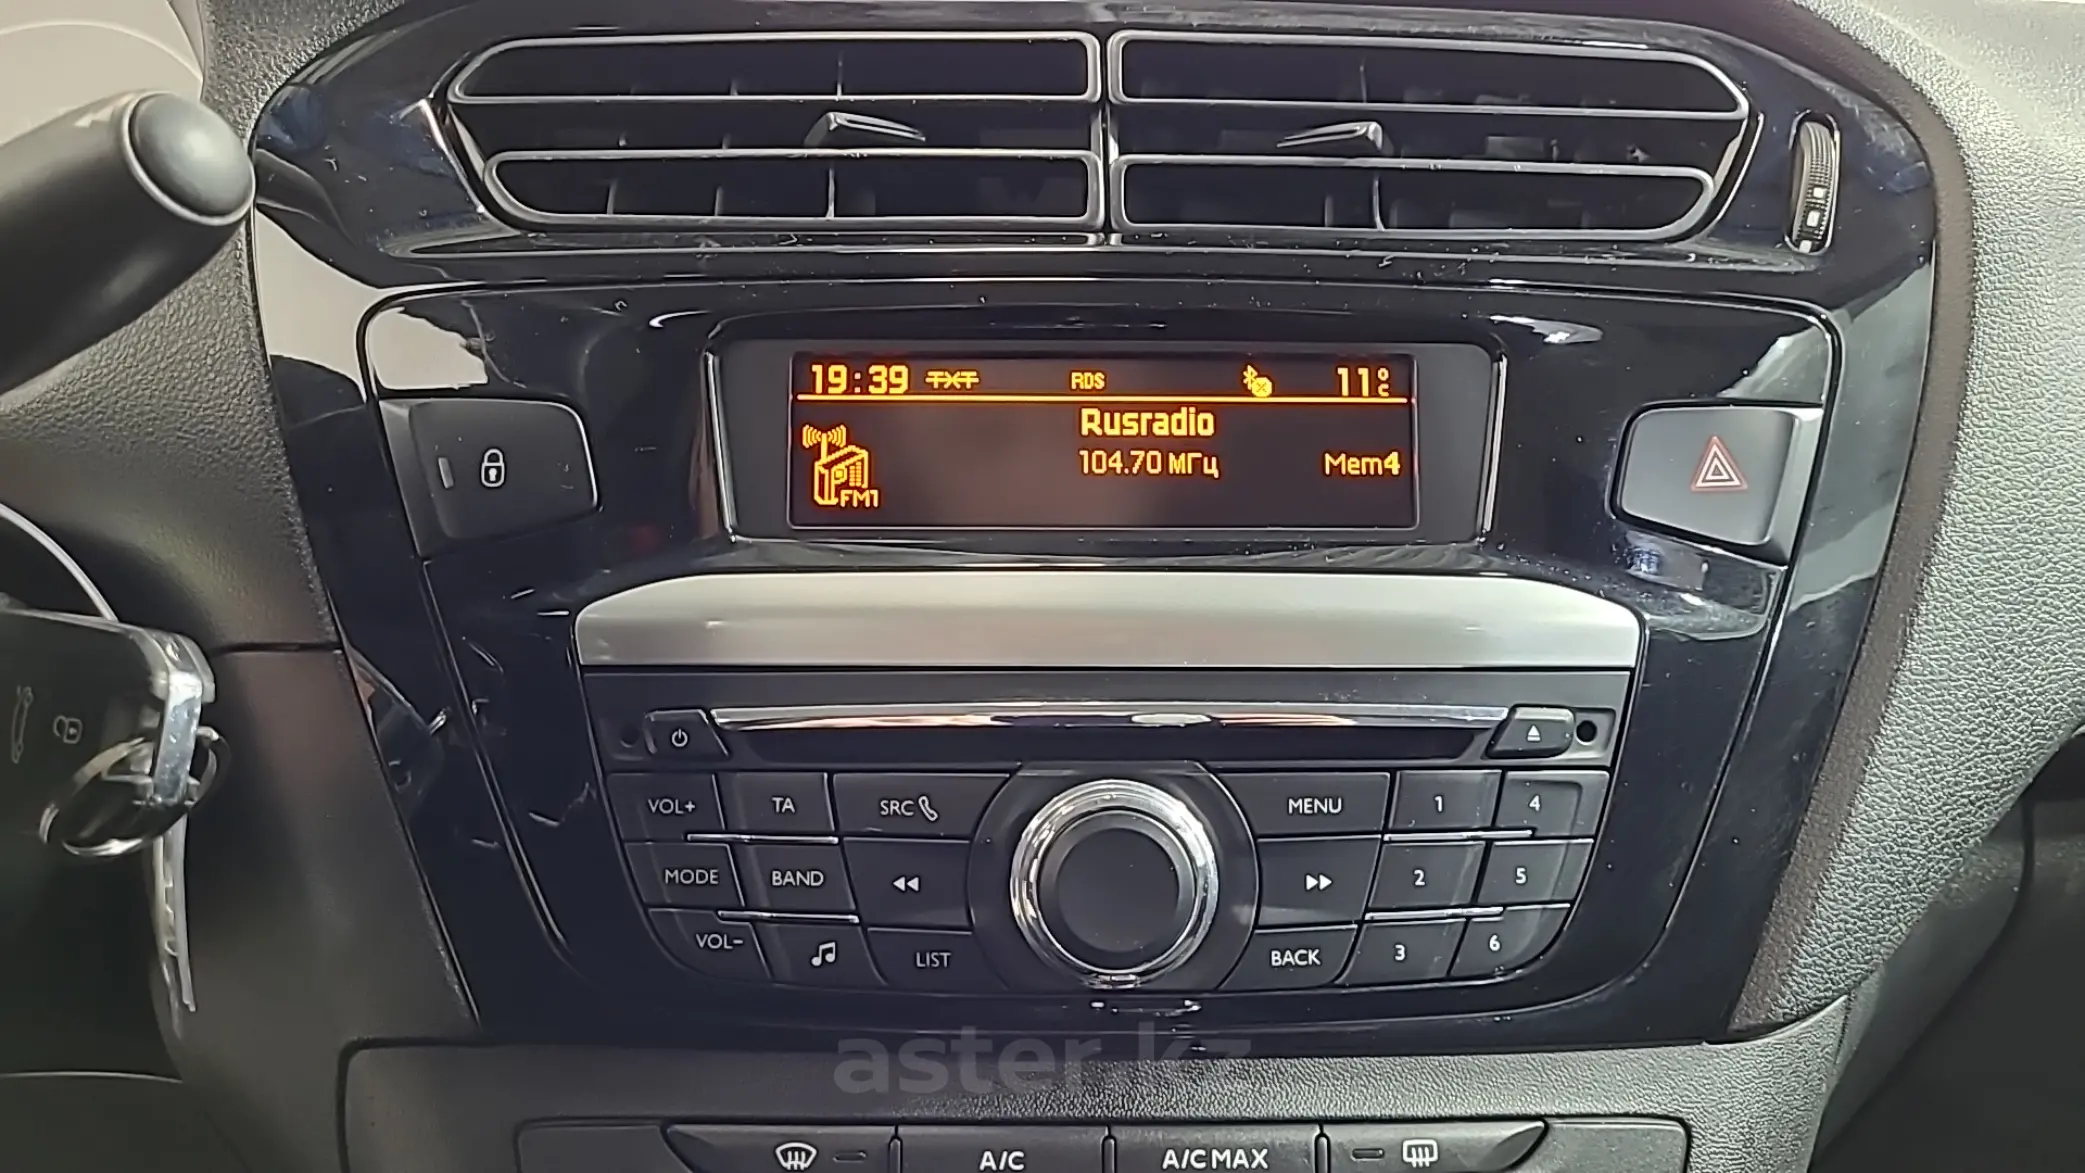 19:39 TXT RDS 11°C
Rusradio
104.70 МГц Mem4
FM1
VOL+ TA SRC MENU 1 4
MODE BAND 2 5
VOL- LIST BACK 3 6
aster.kz
A/C A/C MAX